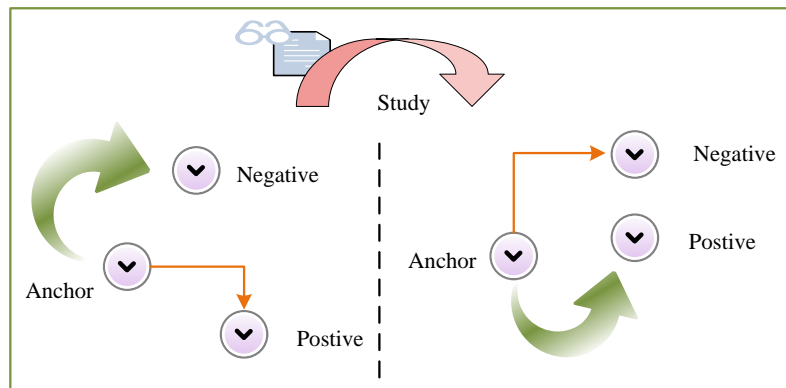 Study
Negative
Anchor
Postive
Negative
Postive
Anchor